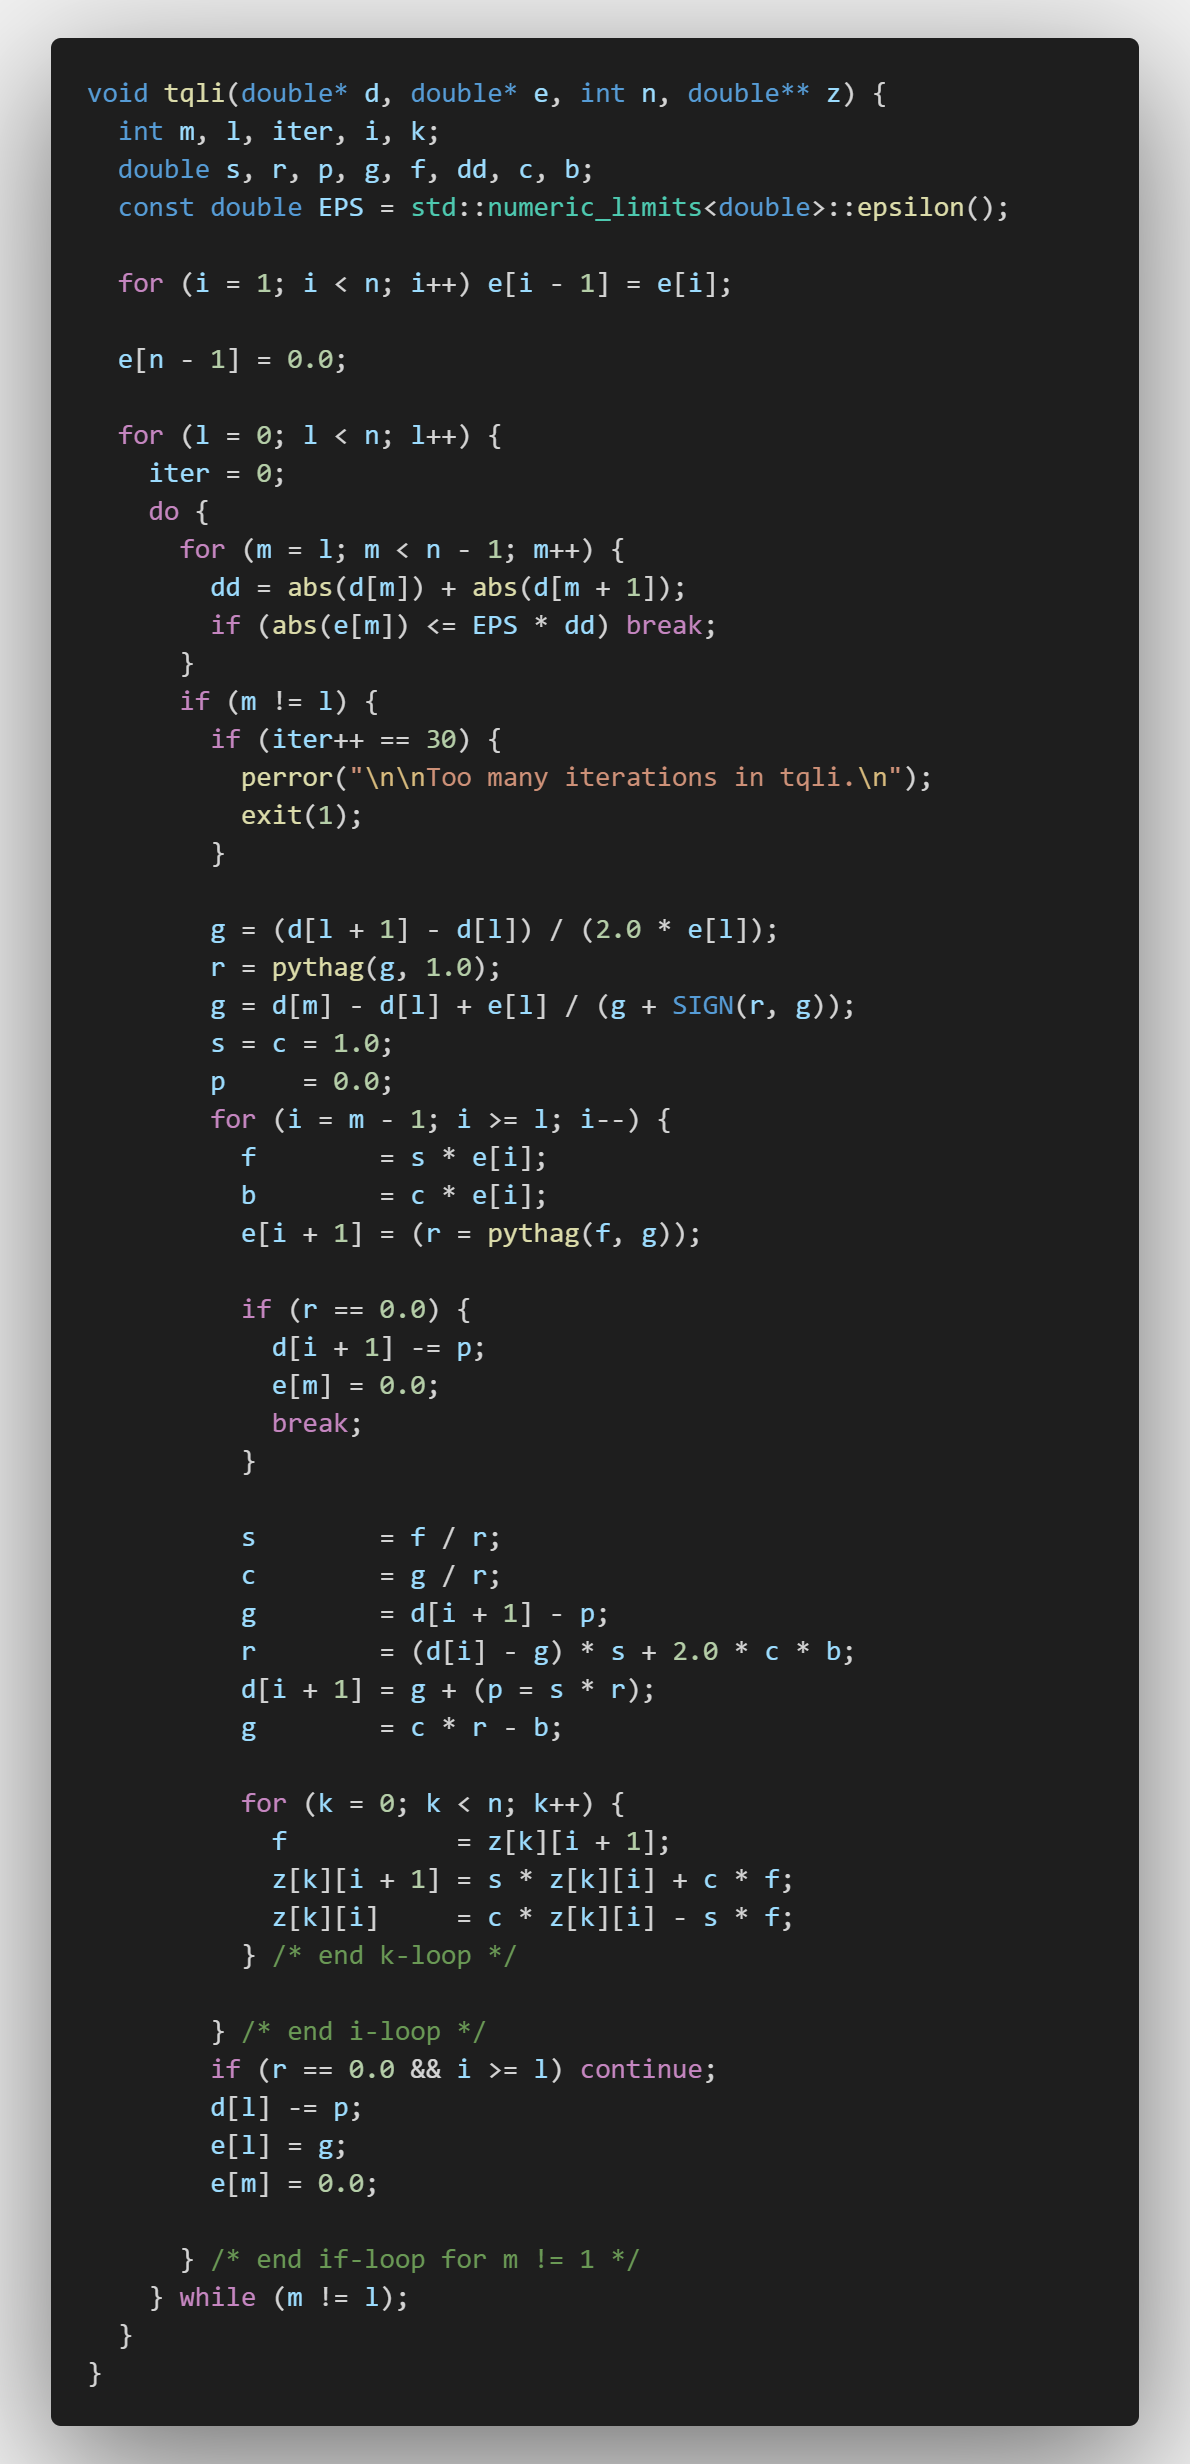 void tqli(double* d, double* e, int n, double** z) {
  int m, l, iter, i, k;
  double s, r, p, g, f, dd, c, b;
  const double EPS = std::numeric_limits<double>::epsilon();

  for (i = 1; i < n; i++) e[i - 1] = e[i];

  e[n - 1] = 0.0;

  for (l = 0; l < n; l++) {
    iter = 0;
    do {
      for (m = l; m < n - 1; m++) {
        dd = abs(d[m]) + abs(d[m + 1]);
        if (abs(e[m]) <= EPS * dd) break;
      }
      if (m != l) {
        if (iter++ == 30) {
          perror("\n\nToo many iterations in tqli.\n");
          exit(1);
        }

        g = (d[l + 1] - d[l]) / (2.0 * e[l]);
        r = pythag(g, 1.0);
        g = d[m] - d[l] + e[l] / (g + SIGN(r, g));
        s = c = 1.0;
        p     = 0.0;
        for (i = m - 1; i >= l; i--) {
          f        = s * e[i];
          b        = c * e[i];
          e[i + 1] = (r = pythag(f, g));

          if (r == 0.0) {
            d[i + 1] -= p;
            e[m] = 0.0;
            break;
          }

          s        = f / r;
          c        = g / r;
          g        = d[i + 1] - p;
          r        = (d[i] - g) * s + 2.0 * c * b;
          d[i + 1] = g + (p = s * r);
          g        = c * r - b;

          for (k = 0; k < n; k++) {
            f           = z[k][i + 1];
            z[k][i + 1] = s * z[k][i] + c * f;
            z[k][i]     = c * z[k][i] - s * f;
          } /* end k-loop */

        } /* end i-loop */
        if (r == 0.0 && i >= l) continue;
        d[l] -= p;
        e[l] = g;
        e[m] = 0.0;

      } /* end if-loop for m != 1 */
    } while (m != l);
  }
}